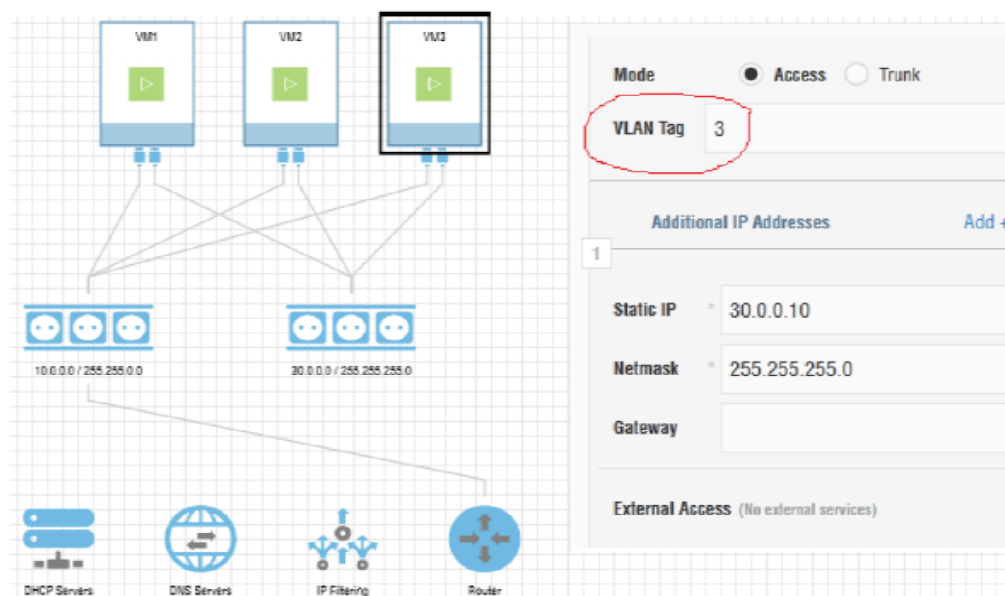 VM1
VM2
VM3
10.0.0.0 / 255.255.0.0
20.0.0.0 / 255.255.255.0
DHCP Servers
DNS Servers
IP Filtering
Router
Mode
Access
Trunk
VLAN Tag
3
Additional IP Addresses
Add +
1
Static IP
*
30.0.0.10
Netmask
*
255.255.255.0
Gateway
External Access (No external services)